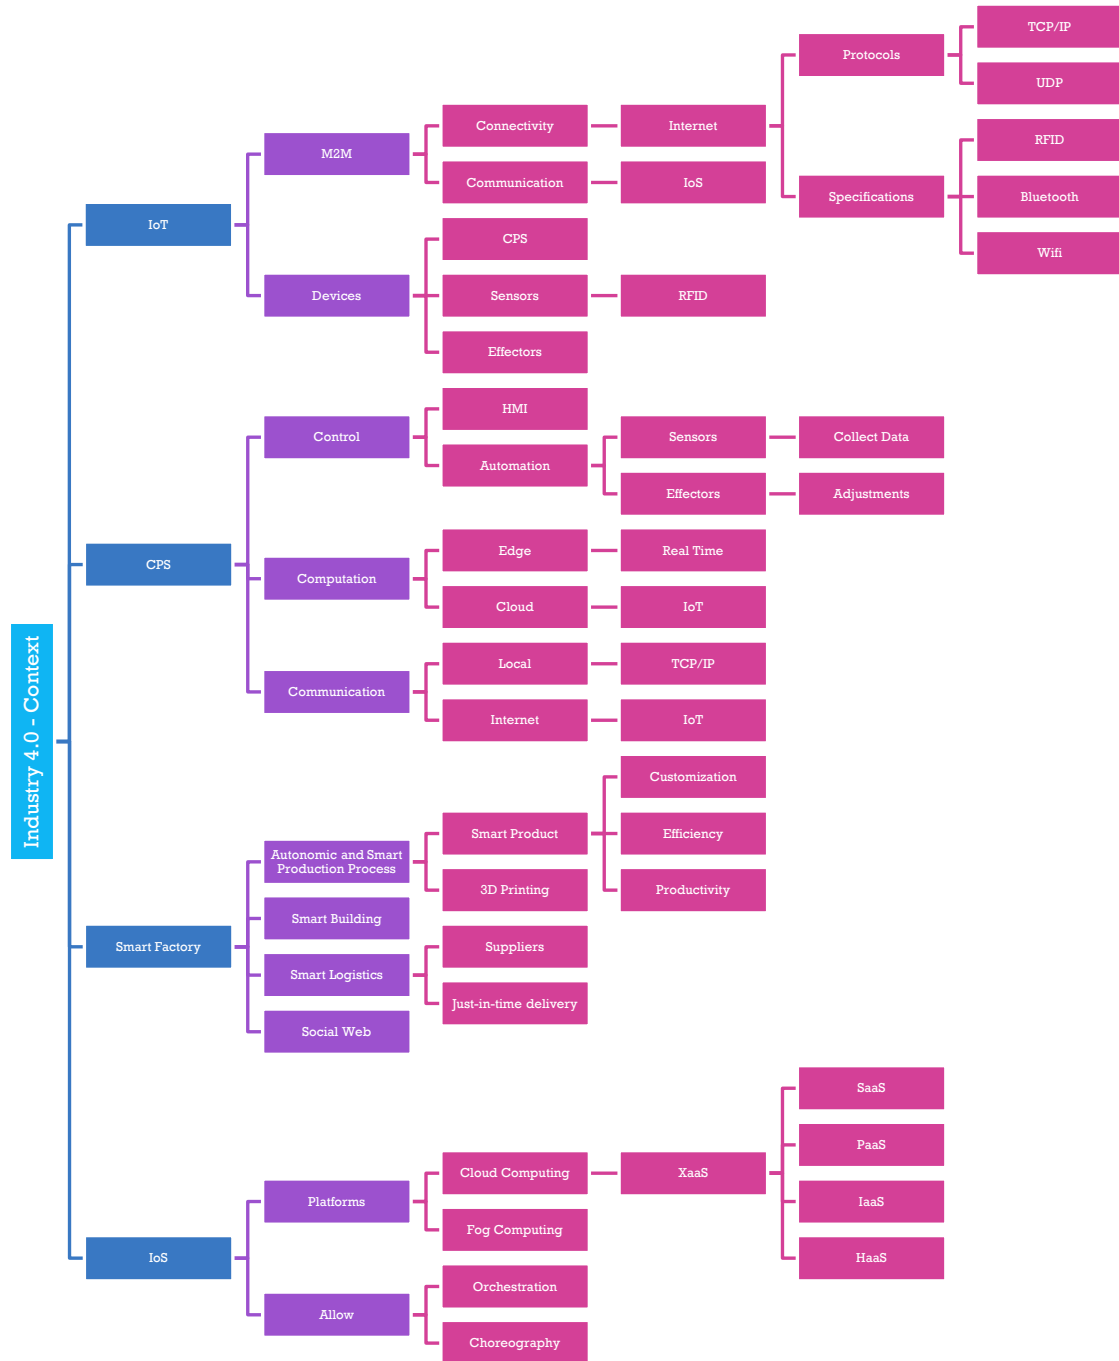 Industry 4.0 - Context
IoT
M2M
Connectivity
Internet
Protocols
TCP/IP
UDP
Specifications
RFID
Bluetooth
Wifi
Communication
IoS
Devices
CPS
Sensors
RFID
Effectors
CPS
Control
HMI
Automation
Sensors
Collect Data
Effectors
Adjustments
Computation
Edge
Real Time
Cloud
IoT
Communication
Local
TCP/IP
Internet
IoT
Smart Factory
Autonomic and Smart
Production Process
Smart Product
Customization
Efficiency
Productivity
3D Printing
Smart Building
Smart Logistics
Suppliers
Just-in-time delivery
Social Web
IoS
Platforms
Cloud Computing
XaaS
SaaS
PaaS
IaaS
HaaS
Fog Computing
Allow
Orchestration
Choreography